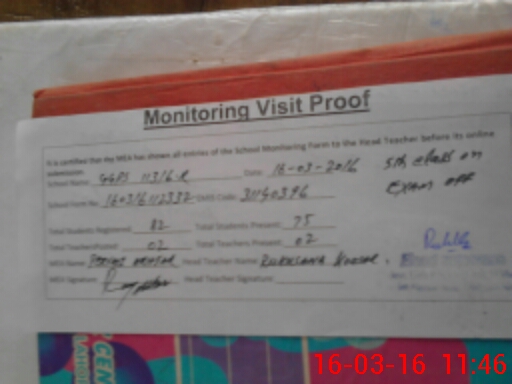 Monitoring Visit Proof
It is certified that the MEA has shown all entries of the School Monitoring Form to the Head Teacher before its online
submission.
School Name: GGPS 113/6-R Date: 16-03-2016 5th class on
School Form No. 160316112332 EMIS Code: 31140396 exam off
Total Students Registered: 82 Total Students Present: 75
Total Teachers Posted: 02 Total Teachers Present: 02
MEA Name: Head Teacher Name: Rukhsana
MEA Signature: Head Teacher Signature:
CEN
16-03-16 11:46